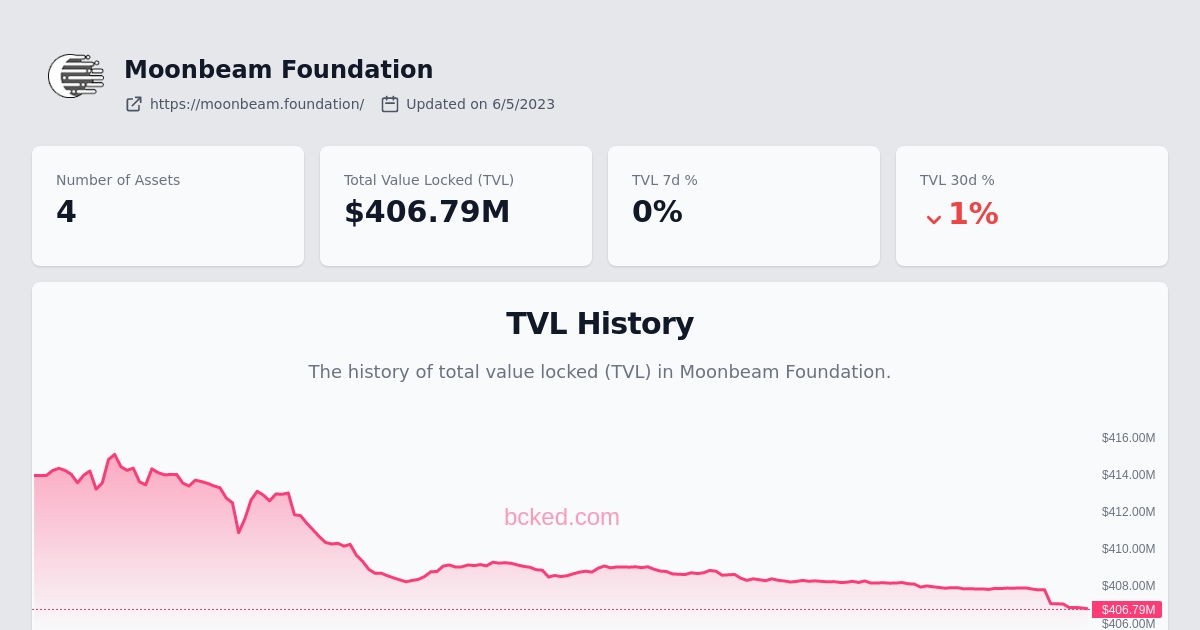 Moonbeam Foundation
https://moonbeam.foundation/ Updated on 6/5/2023
Number of Assets
4
Total Value Locked (TVL)
$406.79M
TVL 7d %
0%
TVL 30d %
1%
TVL History
The history of total value locked (TVL) in Moonbeam Foundation.
bcked.com
$416.00M
$414.00M
$412.00M
$410.00M
$408.00M
$406.79M
$406.00M